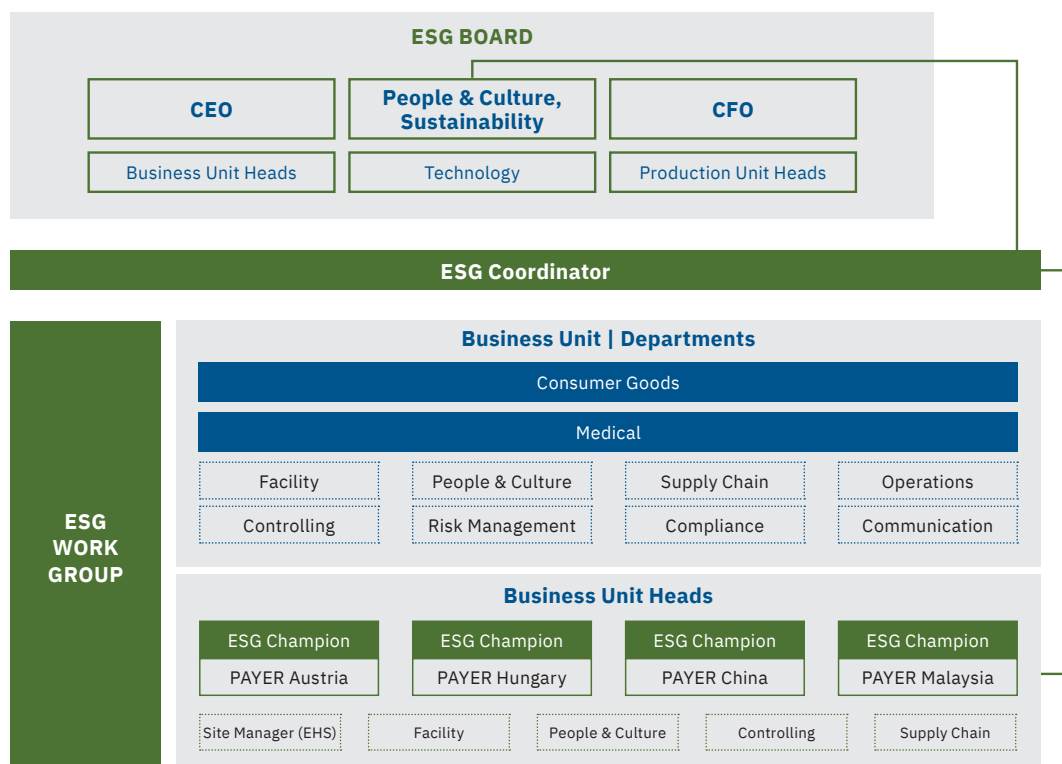 ESG BOARD
CEO
People & Culture,
Sustainability
CFO
Business Unit Heads
Technology
Production Unit Heads
ESG Coordinator
ESG
WORK
GROUP
Business Unit | Departments
Consumer Goods
Medical
Facility
People & Culture
Supply Chain
Operations
Controlling
Risk Management
Compliance
Communication
Business Unit Heads
ESG Champion
PAYER Austria
ESG Champion
PAYER Hungary
ESG Champion
PAYER China
ESG Champion
PAYER Malaysia
Site Manager (EHS)
Facility
People & Culture
Controlling
Supply Chain